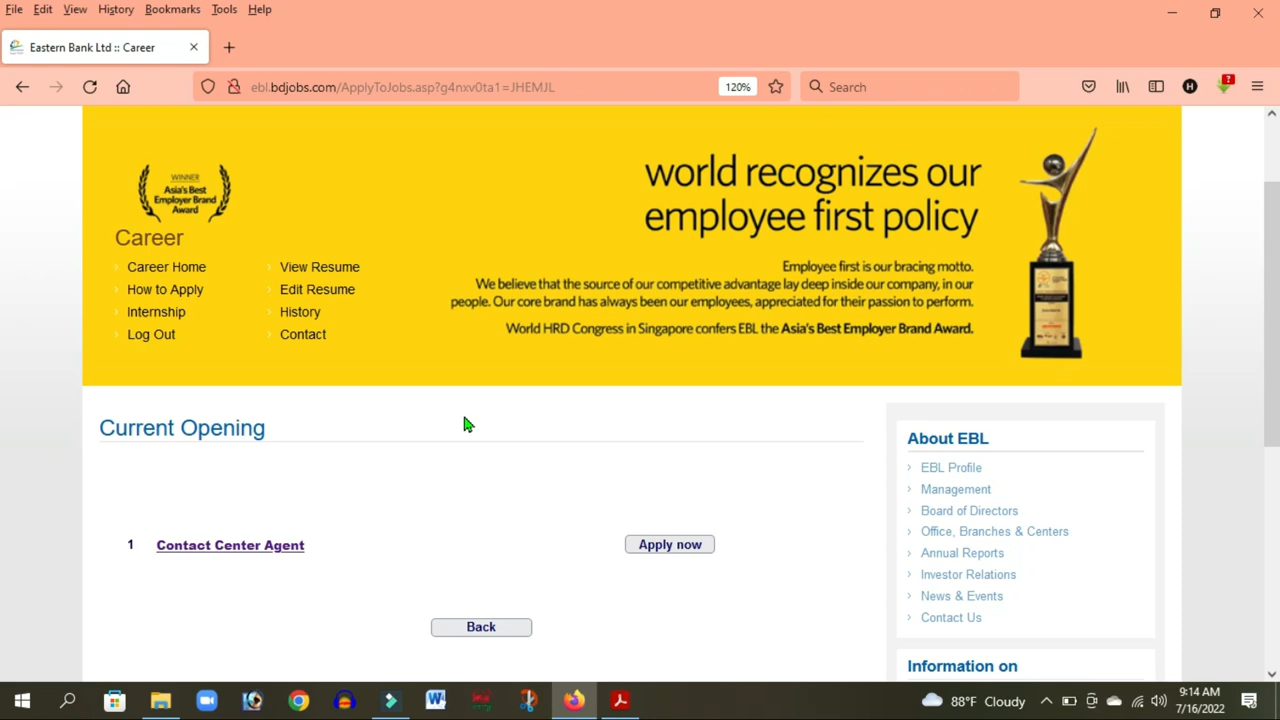 File Edit View History Bookmarks Tools Help
Eastern Bank Ltd :: Career
ebl.bdjobs.com/ApplyToJobs.asp?g4nxv0ta1=JHEMJL
120%
Search
H
?
WINNER
Asia's Best
Employer Brand
Award
world recognizes our
employee first policy
Career
Career Home
View Resume
How to Apply
Edit Resume
Internship
History
Log Out
Contact
Employee first is our bracing motto.
We believe that the source of our competitive advantage lay deep inside our company, in our
people. Our core brand has always been our employees, appreciated for their passion to perform.
World HRD Congress in Singapore confers EBL the Asia's Best Employer Brand Award.
Current Opening
1 Contact Center Agent Apply now
Back
About EBL
EBL Profile
Management
Board of Directors
Office, Branches & Centers
Annual Reports
Investor Relations
News & Events
Contact Us
Information on
88°F Cloudy
9:14 AM
7/16/2022